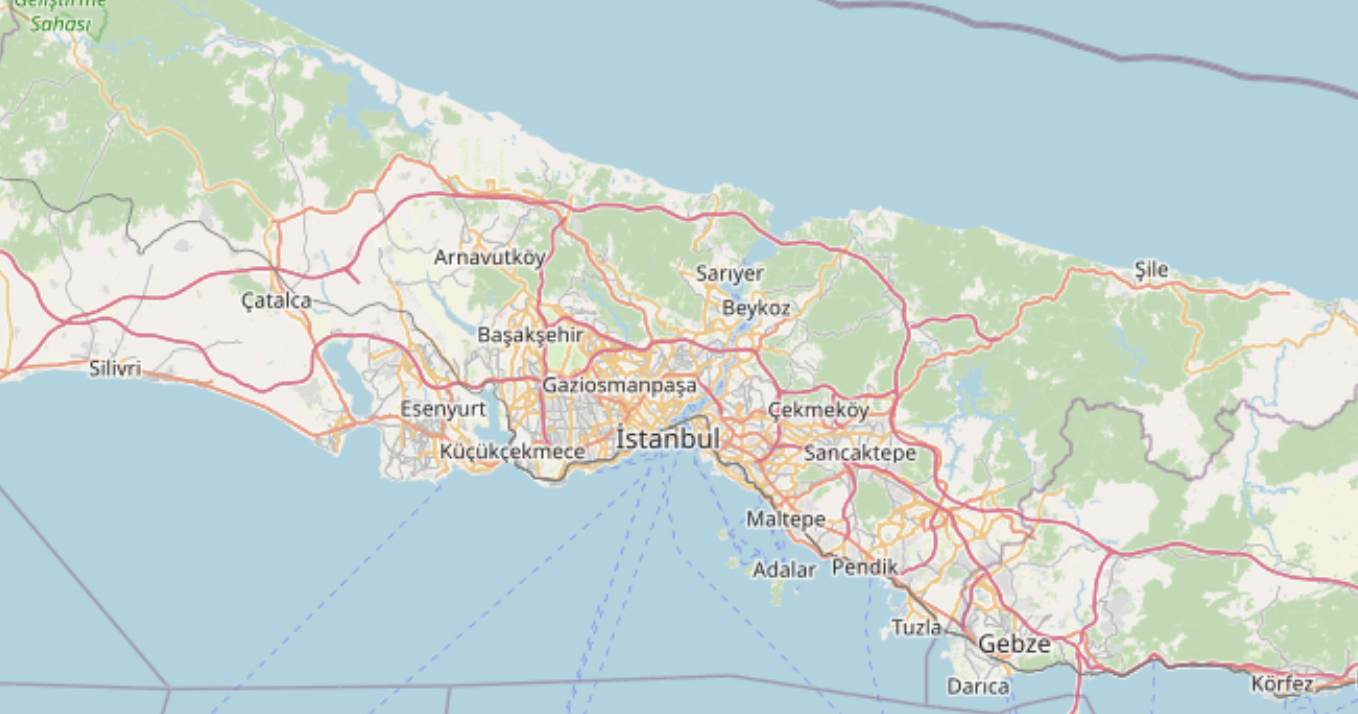 Geliştirme
Sahası
Arnavutköy
Sarıyer
Şile
Çatalca
Beykoz
Başakşehir
Silivri
Gaziosmanpaşa
Esenyurt
Çekmeköy
İstanbul
Küçükçekmece
Sancaktepe
Maltepe
Adalar
Pendik
Tuzla
Gebze
Darıca
Körfez